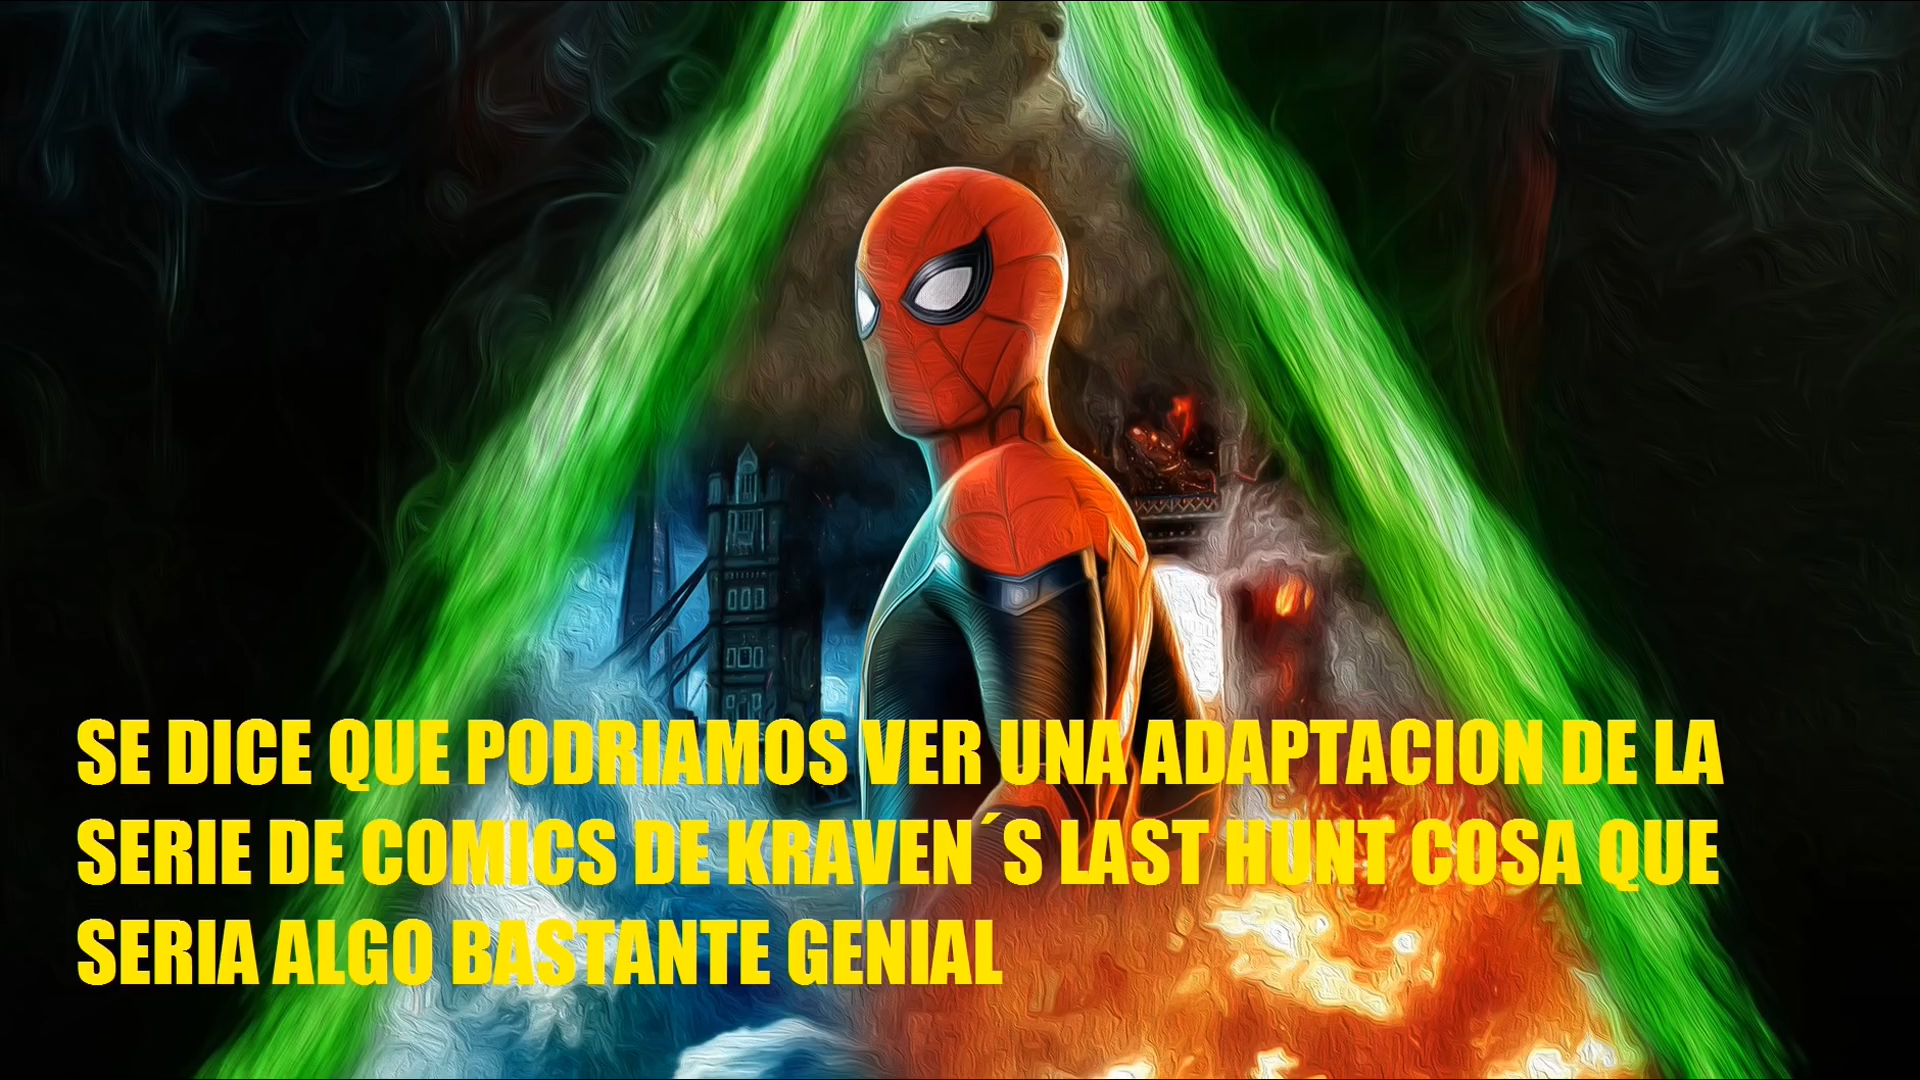 SE DICE QUE PODRIAMOS VER UNA ADAPTACION DE LA
SERIE DE COMICS DE KRAVEN´S LAST HUNT COSA QUE
SERIA ALGO BASTANTE GENIAL